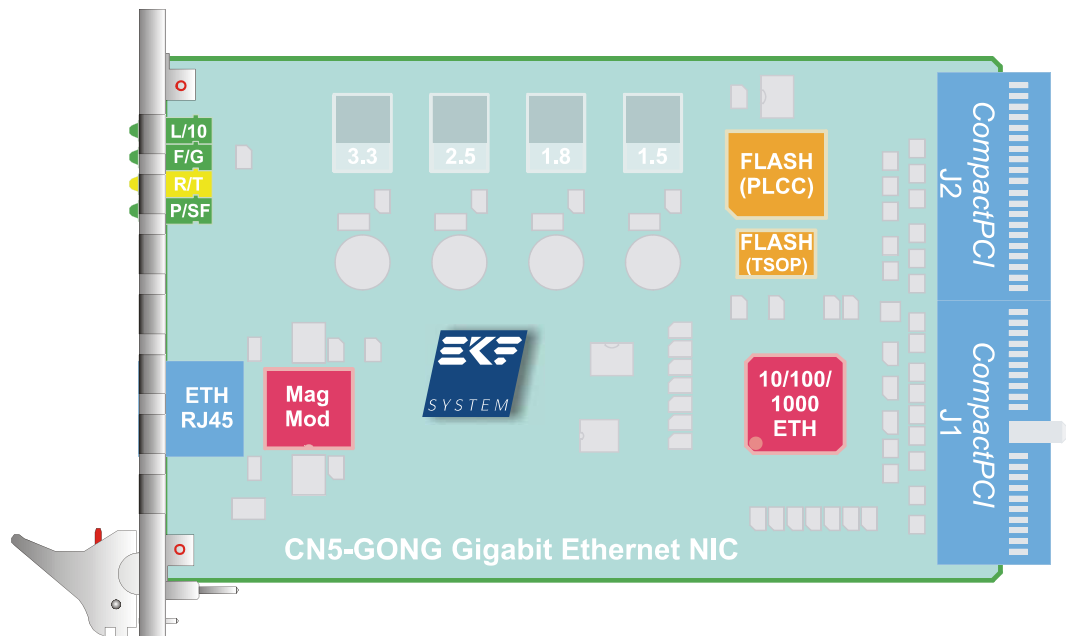 L/10
F/G
R/T
P/SF
3.3
2.5
1.8
1.5
FLASH
(PLCC)
FLASH
(TSOP)
CompactPCI
J2
ETH
RJ45
Mag
Mod
EKF
SYSTEM
10/100/
1000
ETH
CompactPCI
J1
CN5-GONG Gigabit Ethernet NIC